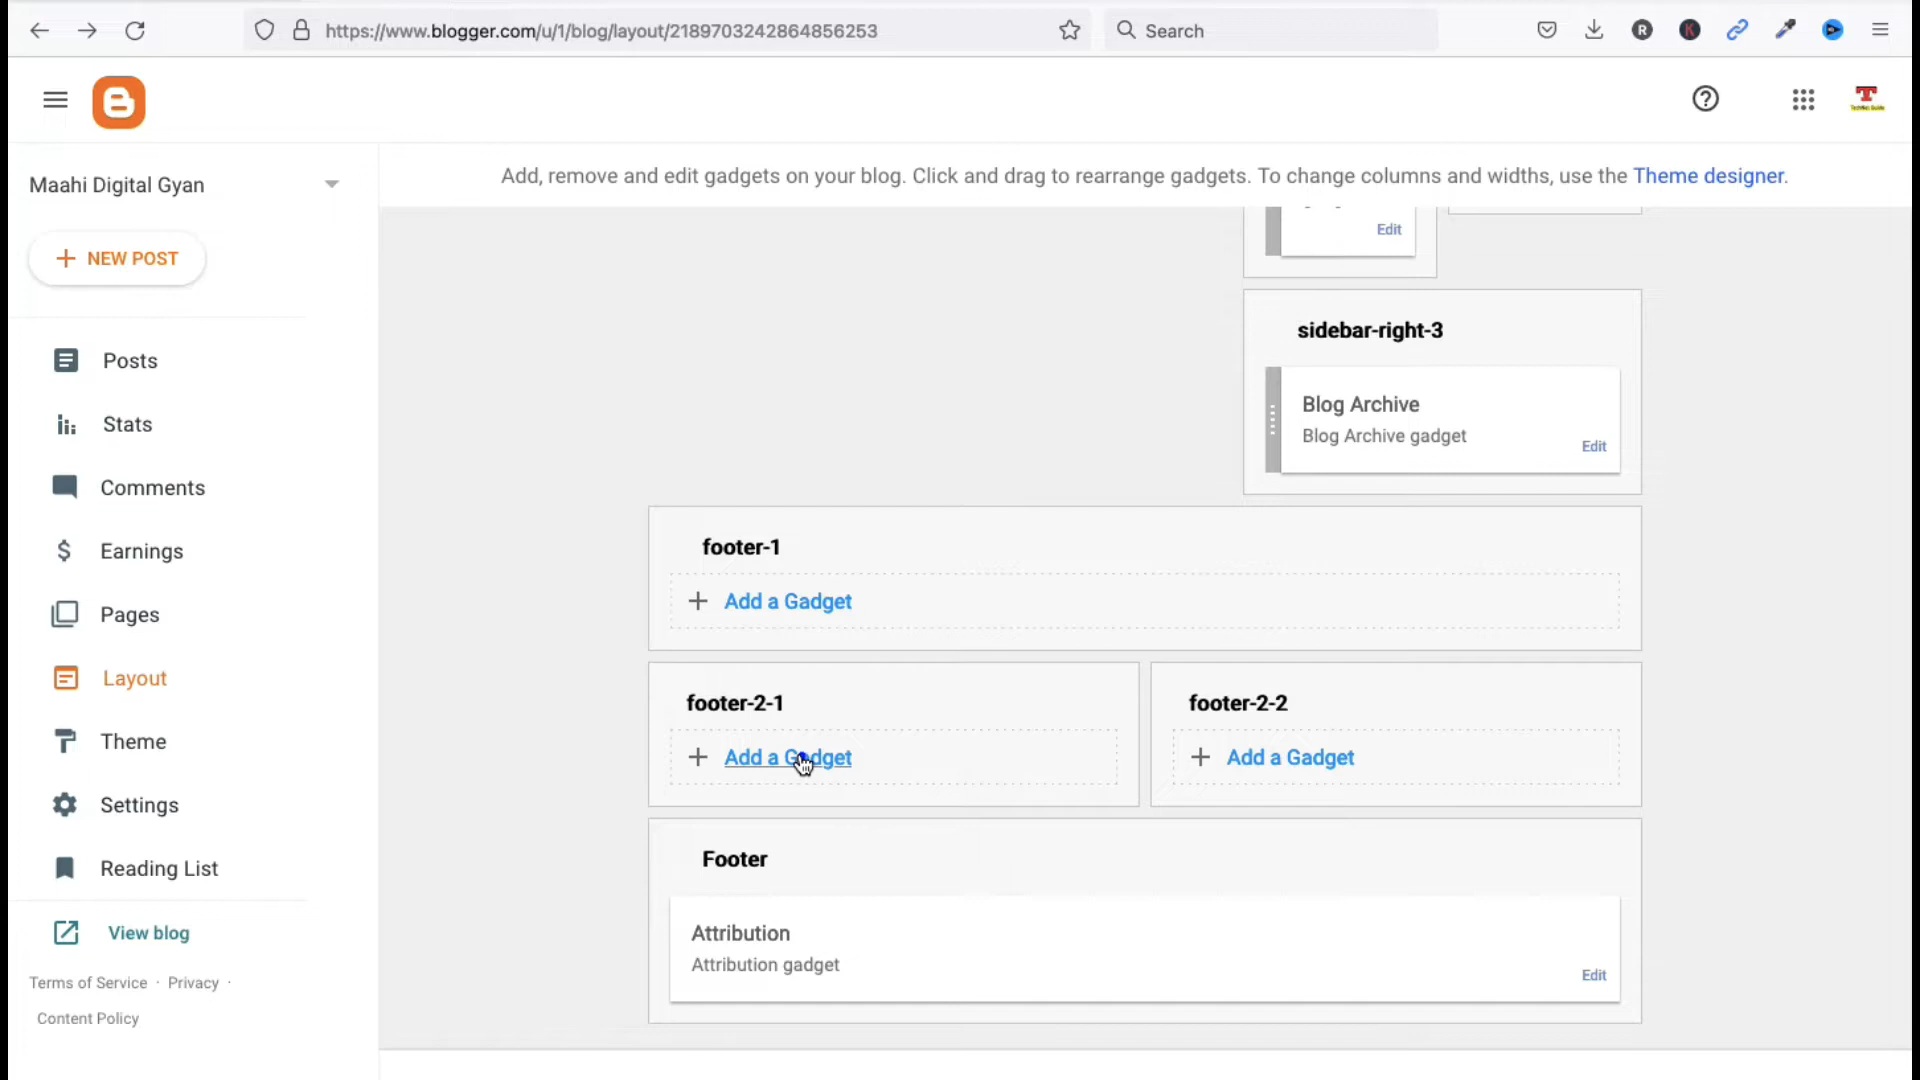 https://www.blogger.com/u/1/blog/layout/2189703242864856253
Search
R
K
B
T
Maahi Digital Gyan
Add, remove and edit gadgets on your blog. Click and drag to rearrange gadgets. To change columns and widths, use the Theme designer.
NEW POST
Edit
Posts
Stats
Comments
Earnings
Pages
Layout
Theme
Settings
Reading List
View blog
Terms of Service · Privacy ·
Content Policy
sidebar-right-3
Blog Archive
Blog Archive gadget
Edit
footer-1
Add a Gadget
footer-2-1
Add a Gadget
footer-2-2
Add a Gadget
Footer
Attribution
Attribution gadget
Edit